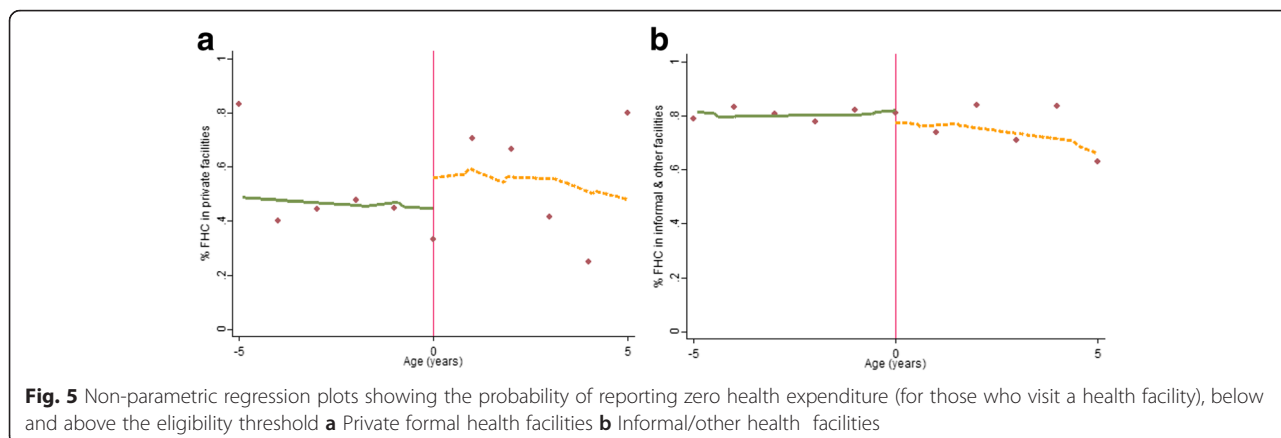 a
% FHC in private facilities
1
.8
.6
.4
.2
0
-5
0
5
Age (years)
b
% FHC in informal & other facilities
1
.8
.6
.4
.2
0
-5
0
5
Age (years)
Fig. 5 Non-parametric regression plots showing the probability of reporting zero health expenditure (for those who visit a health facility), below
and above the eligibility threshold a Private formal health facilities b Informal/other health facilities